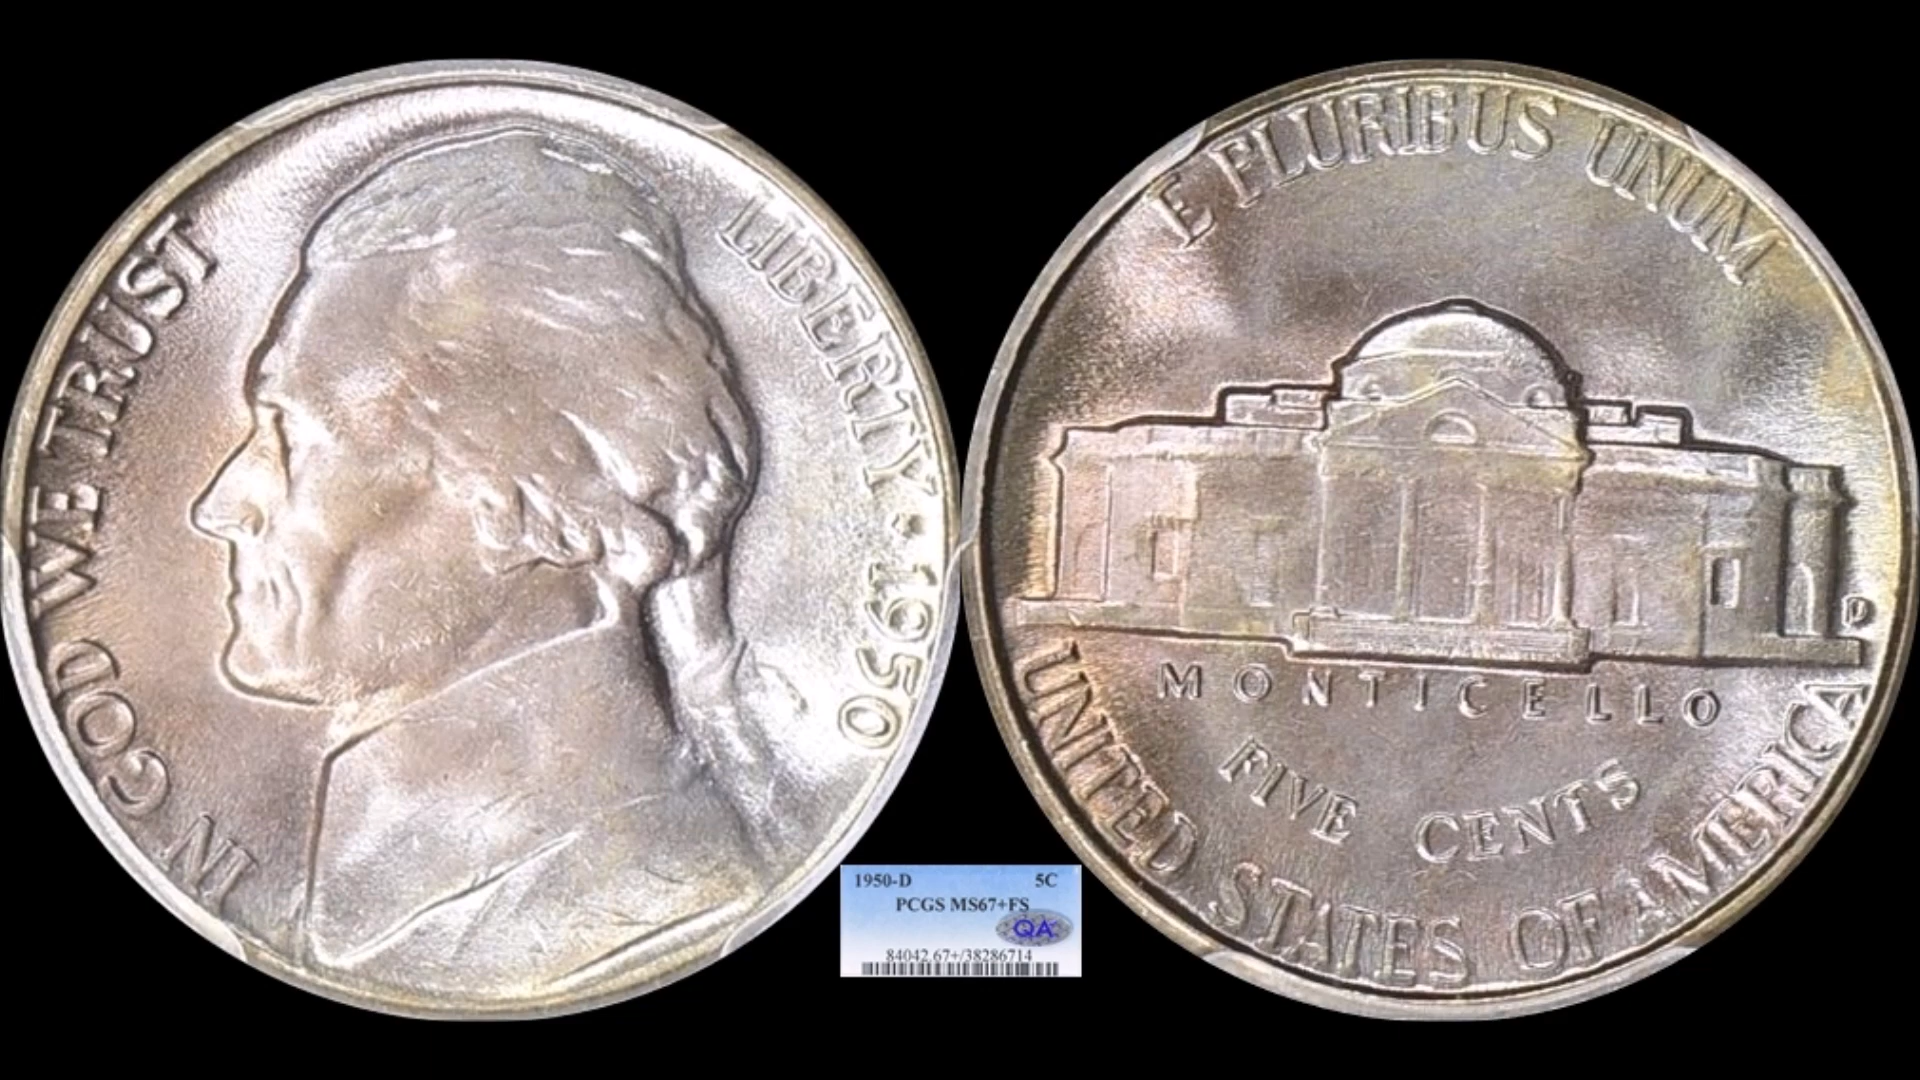 IN GOD WE TRUST
LIBERTY ★ 1950
E PLURIBUS UNUM
D
MONTICELLO
FIVE CENTS
UNITED STATES OF AMERICA
1950-D 5C
PCGS MS67+FS
QA
84042.67+/38286714